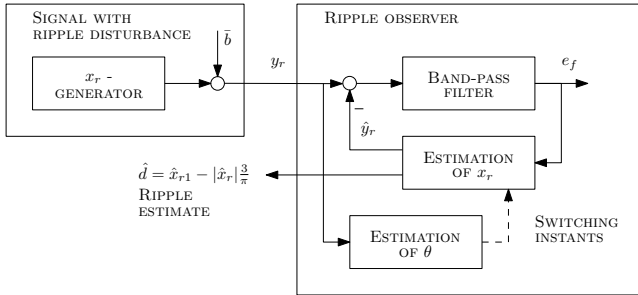 SIGNAL WITH
RIPPLE DISTURBANCE
b̄
x_r -
GENERATOR
y_r
RIPPLE OBSERVER
BAND-PASS
FILTER
e_f
−
ŷ_r
ESTIMATION
OF x_r
d̂ = x̂_{r1} − |x̂_r| 3/π
RIPPLE
ESTIMATE
ESTIMATION
OF θ
SWITCHING
INSTANTS